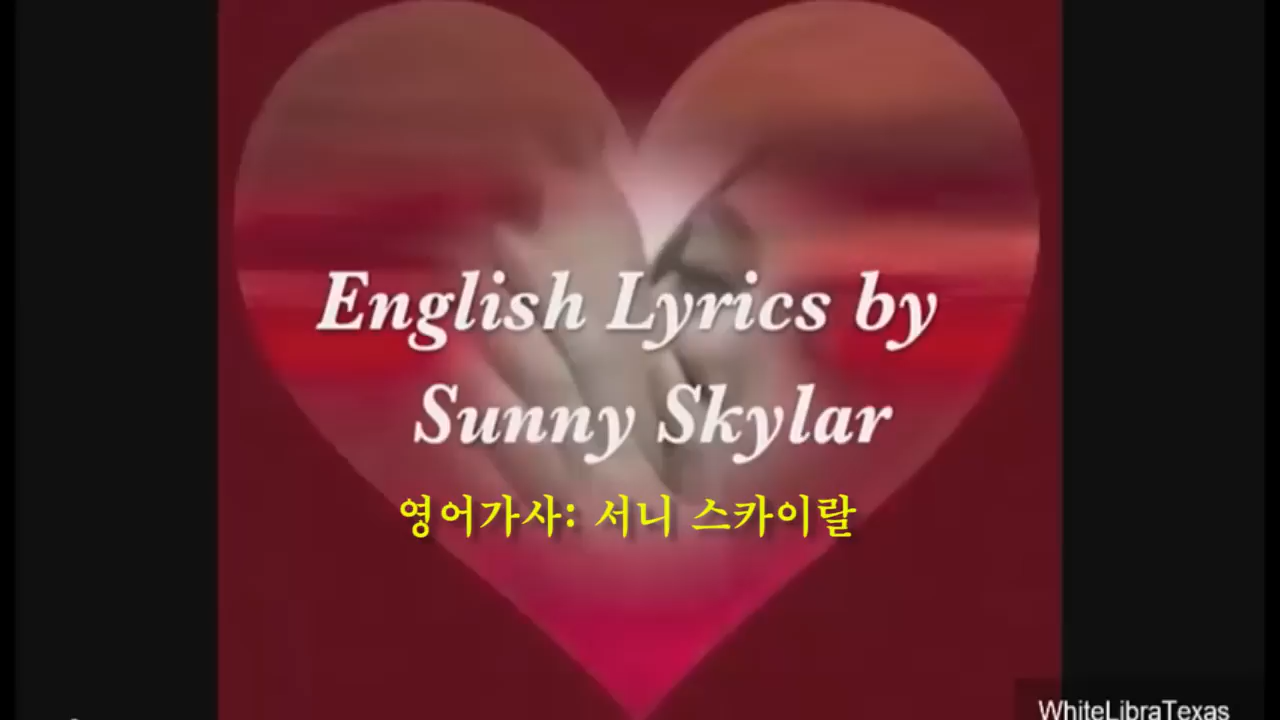 English Lyrics by
Sunny Skylar
영어가사: 서니 스카이랄
WhiteLibraTexas